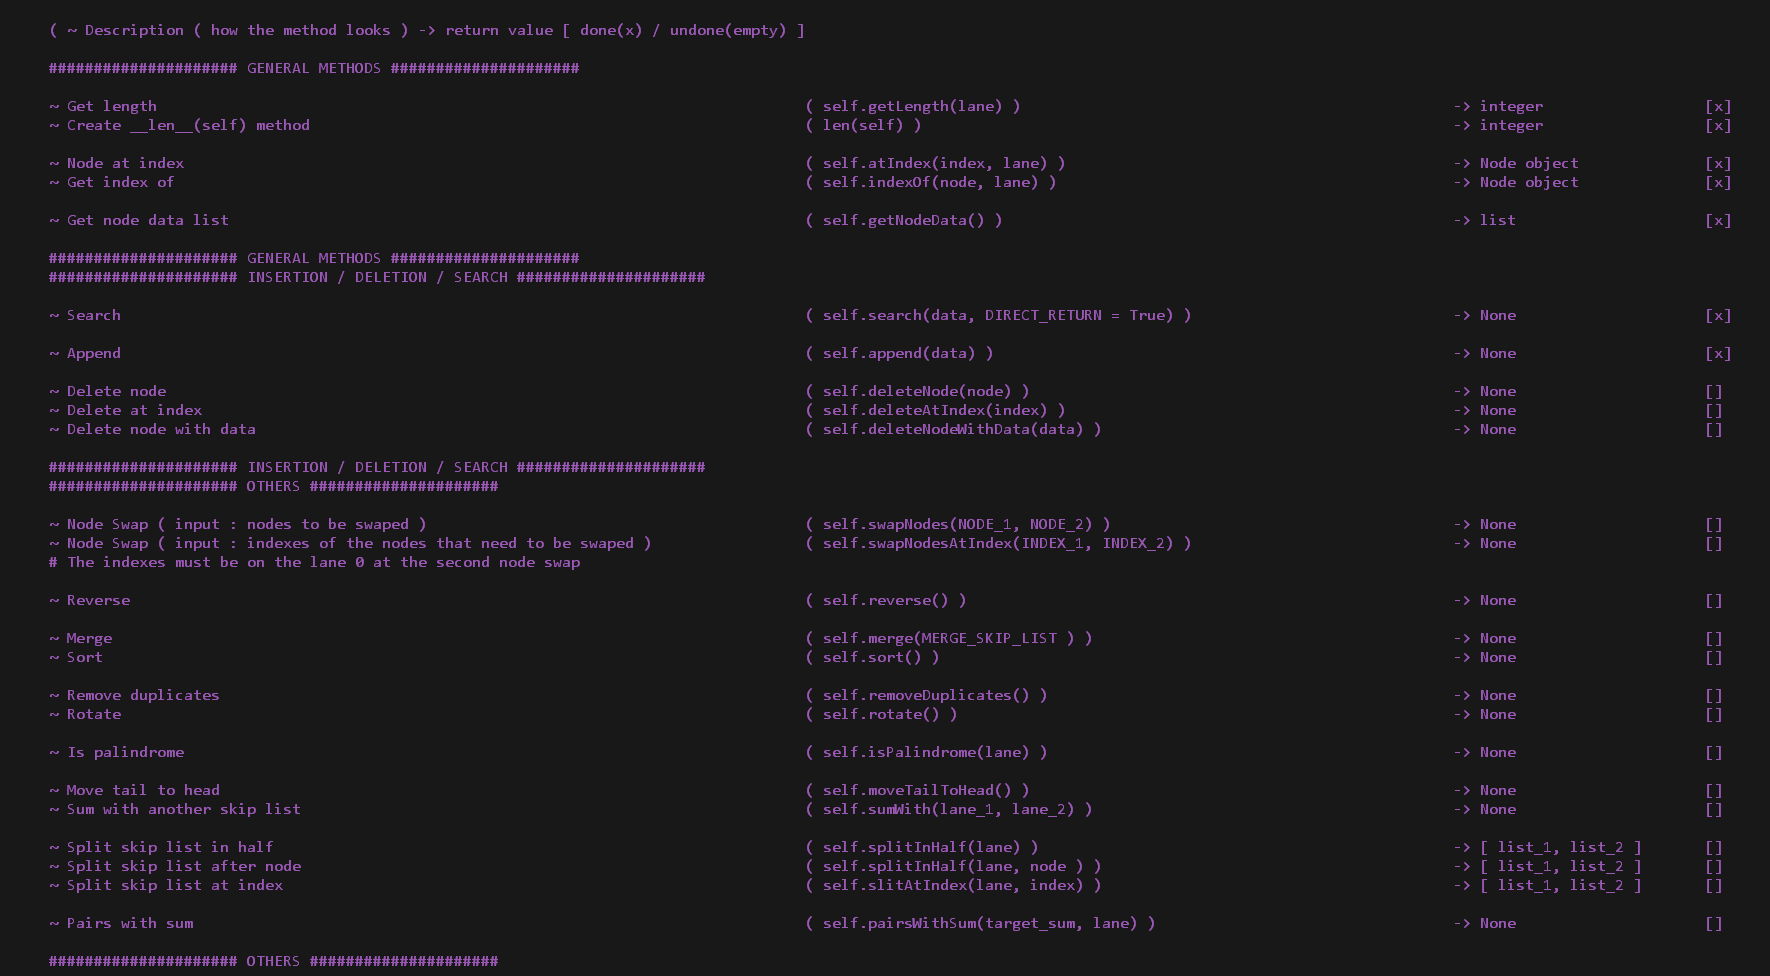 ( ~ Description ( how the method looks ) -> return value [ done(x) / undone(empty) ]
##################### GENERAL METHODS #####################
~ Get length ( self.getLength(lane) ) -> integer [x]
~ Create __len__(self) method ( len(self) ) -> integer [x]
~ Node at index ( self.atIndex(index, lane) ) -> Node object [x]
~ Get index of ( self.indexOf(node, lane) ) -> Node object [x]
~ Get node data list ( self.getNodeData() ) -> list [x]
##################### GENERAL METHODS #####################
##################### INSERTION / DELETION / SEARCH #####################
~ Search ( self.search(data, DIRECT_RETURN = True) ) -> None [x]
~ Append ( self.append(data) ) -> None [x]
~ Delete node ( self.deleteNode(node) ) -> None []
~ Delete at index ( self.deleteAtIndex(index) ) -> None []
~ Delete node with data ( self.deleteNodeWithData(data) ) -> None []
##################### INSERTION / DELETION / SEARCH #####################
##################### OTHERS #####################
~ Node Swap ( input : nodes to be swaped ) ( self.swapNodes(NODE_1, NODE_2) ) -> None []
~ Node Swap ( input : indexes of the nodes that need to be swaped ) ( self.swapNodesAtIndex(INDEX_1, INDEX_2) ) -> None []
# The indexes must be on the lane 0 at the second node swap
~ Reverse ( self.reverse() ) -> None []
~ Merge ( self.merge(MERGE_SKIP_LIST ) ) -> None []
~ Sort ( self.sort() ) -> None []
~ Remove duplicates ( self.removeDuplicates() ) -> None []
~ Rotate ( self.rotate() ) -> None []
~ Is palindrome ( self.isPalindrome(lane) ) -> None []
~ Move tail to head ( self.moveTailToHead() ) -> None []
~ Sum with another skip list ( self.sumWith(lane_1, lane_2) ) -> None []
~ Split skip list in half ( self.splitInHalf(lane) ) -> [ list_1, list_2 ] []
~ Split skip list after node ( self.splitInHalf(lane, node ) ) -> [ list_1, list_2 ] []
~ Split skip list at index ( self.slitAtIndex(lane, index) ) -> [ list_1, list_2 ] []
~ Pairs with sum ( self.pairsWithSum(target_sum, lane) ) -> None []
##################### OTHERS #####################